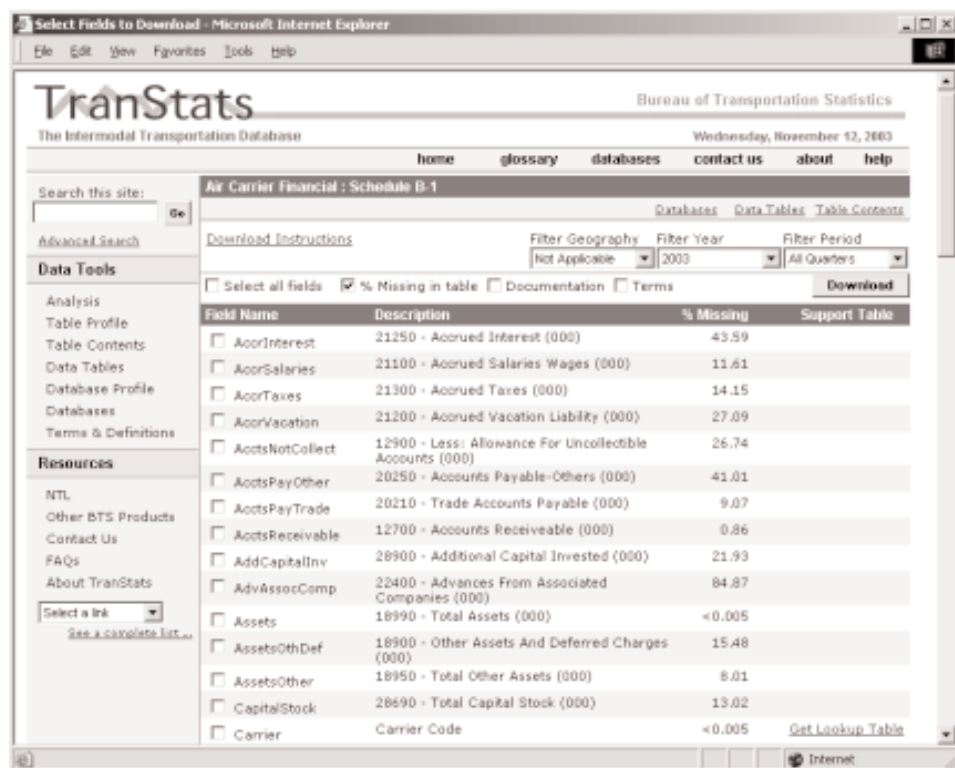 Select Fields to Download - Microsoft Internet Explorer
File Edit View Favorites Tools Help
TranStats
Bureau of Transportation Statistics
The Intermodal Transportation Database
Wednesday, November 12, 2003
home glossary databases contact us about help
Search this site:
Go
Advanced Search
Data Tools
Analysis
Table Profile
Table Contents
Data Tables
Database Profile
Databases
Terms & Definitions
Resources
NTL
Other BTS Products
Contact Us
FAQs
About TranStats
Select a link
See a complete list ...
Air Carrier Financial : Schedule B-1
Databases Data Tables Table Contents
Download Instructions
Filter Geography Filter Year Filter Period
Not Applicable 2003 All Quarters
Select all fields % Missing in table Documentation Terms Download
Field Name Description % Missing Support Table
AccrInterest 21250 - Accrued Interest (000) 43.59
AccrSalaries 21100 - Accrued Salaries Wages (000) 11.61
AccrTaxes 21300 - Accrued Taxes (000) 14.15
AccrVacation 21200 - Accrued Vacation Liability (000) 27.09
AcctsNotCollect 12900 - Less: Allowance For Uncollectible Accounts (000) 26.74
AcctsPayOther 20250 - Accounts Payable-Others (000) 41.01
AcctsPayTrade 20210 - Trade Accounts Payable (000) 9.07
AcctsReceivable 12700 - Accounts Receiveable (000) 0.86
AddCapitalInv 28900 - Additional Capital Invested (000) 21.93
AdvAssocComp 22400 - Advances From Associated Companies (000) 84.87
Assets 18990 - Total Assets (000) <0.005
AssetsOthDef 18900 - Other Assets And Deferred Charges (000) 15.48
AssetsOther 18950 - Total Other Assets (000) 8.01
CapitalStock 28690 - Total Capital Stock (000) 13.02
Carrier Carrier Code <0.005 Get Lookup Table
Internet